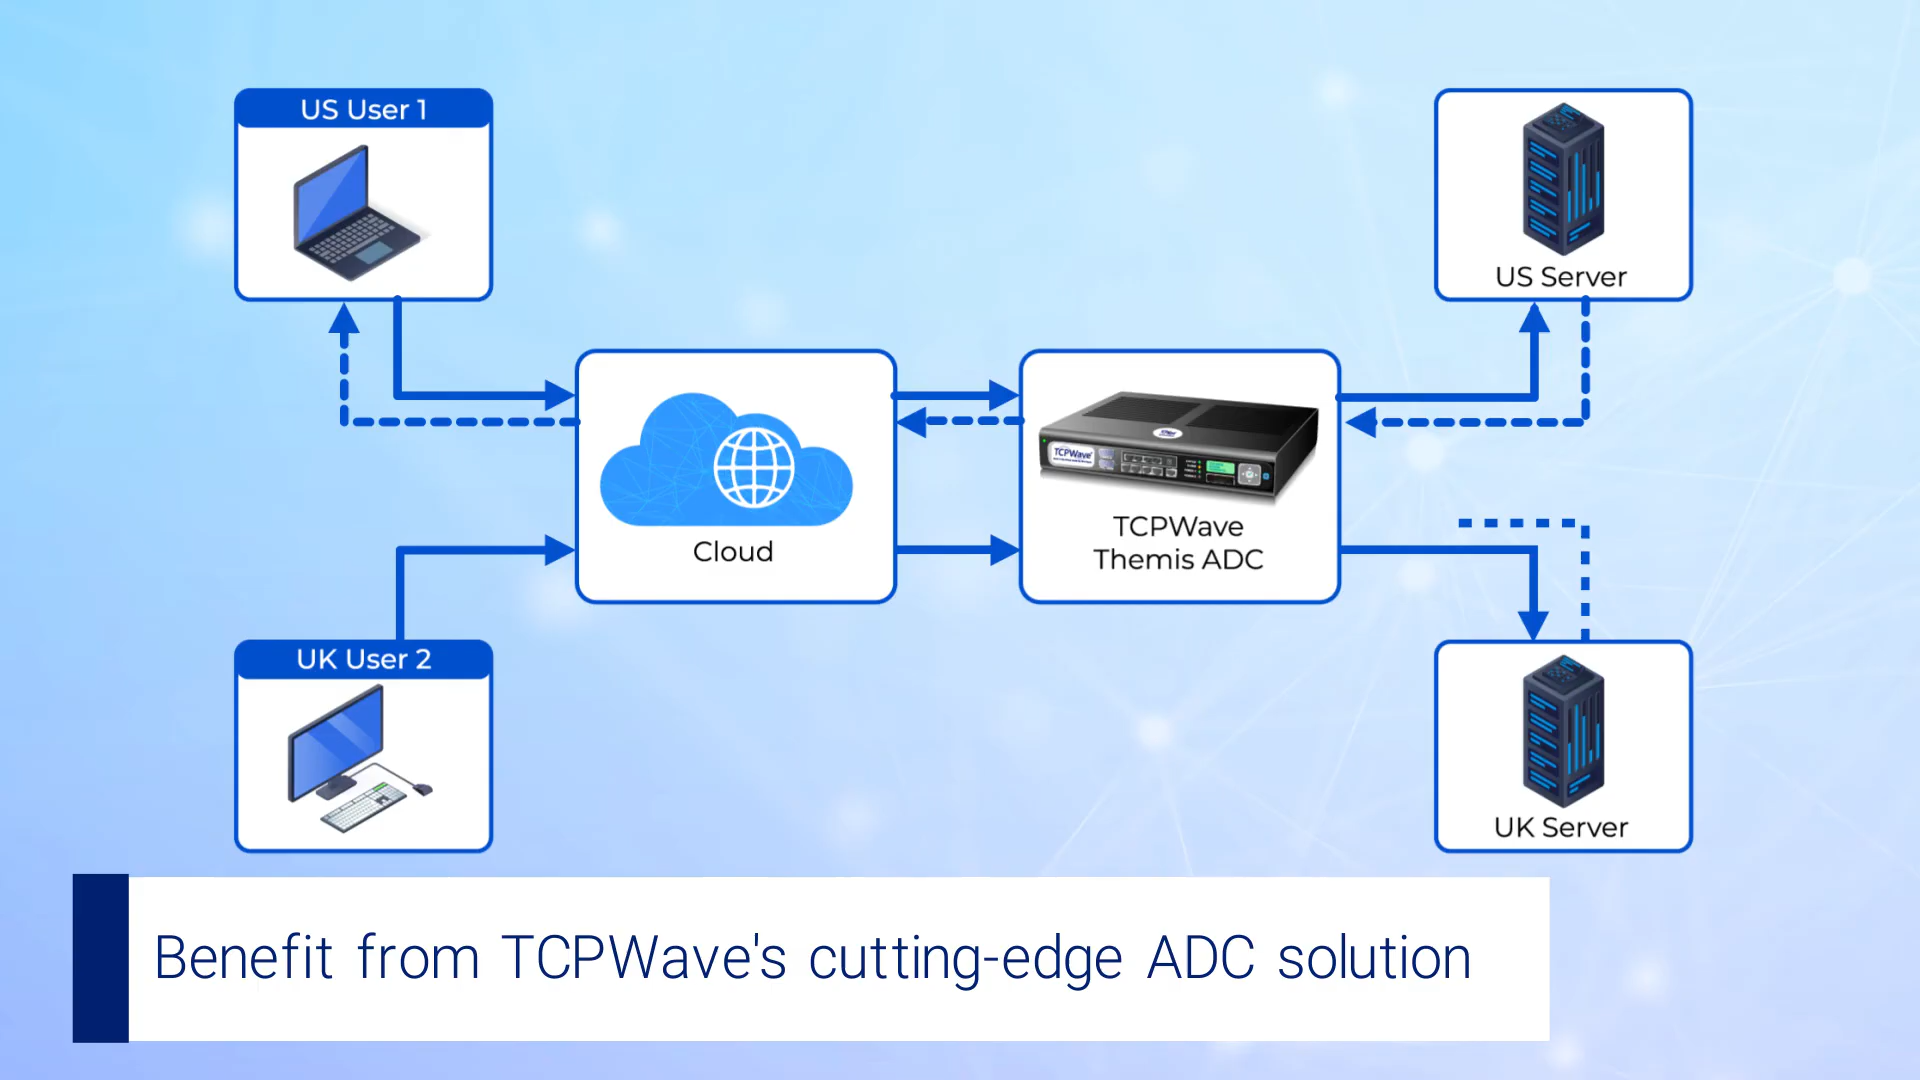 US User 1
US Server
TCPWave
Cloud
TCPWave
Themis ADC
UK User 2
UK Server
Benefit from TCPWave's cutting-edge ADC solution